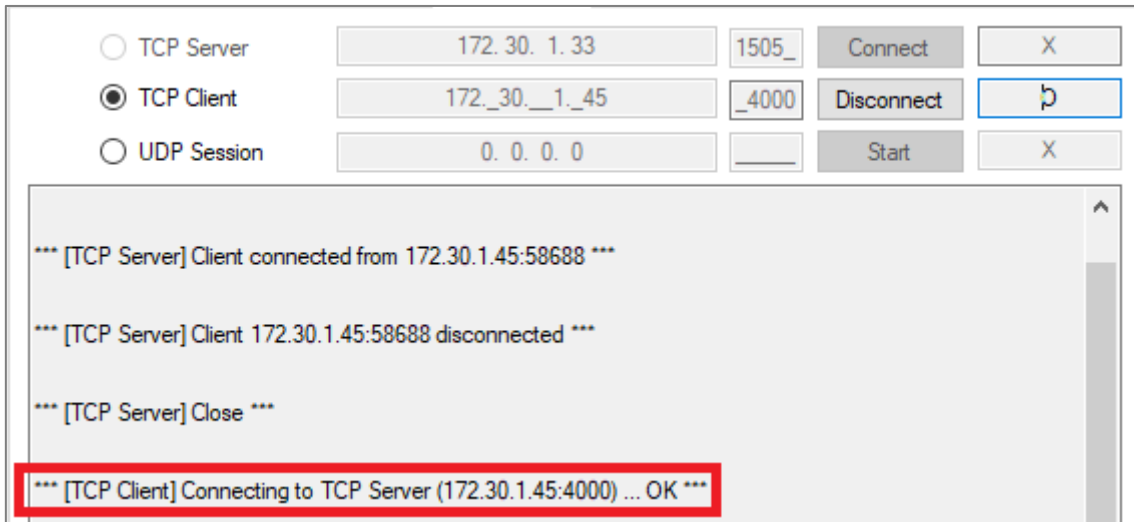 TCP Server 172. 30. 1. 33 1505_ Connect X
TCP Client 172._30.__1._45 _4000 Disconnect
UDP Session 0. 0. 0. 0 _____ Start X
*** [TCP Server] Client connected from 172.30.1.45:58688 ***
*** [TCP Server] Client 172.30.1.45:58688 disconnected ***
*** [TCP Server] Close ***
*** [TCP Client] Connecting to TCP Server (172.30.1.45:4000) ... OK ***